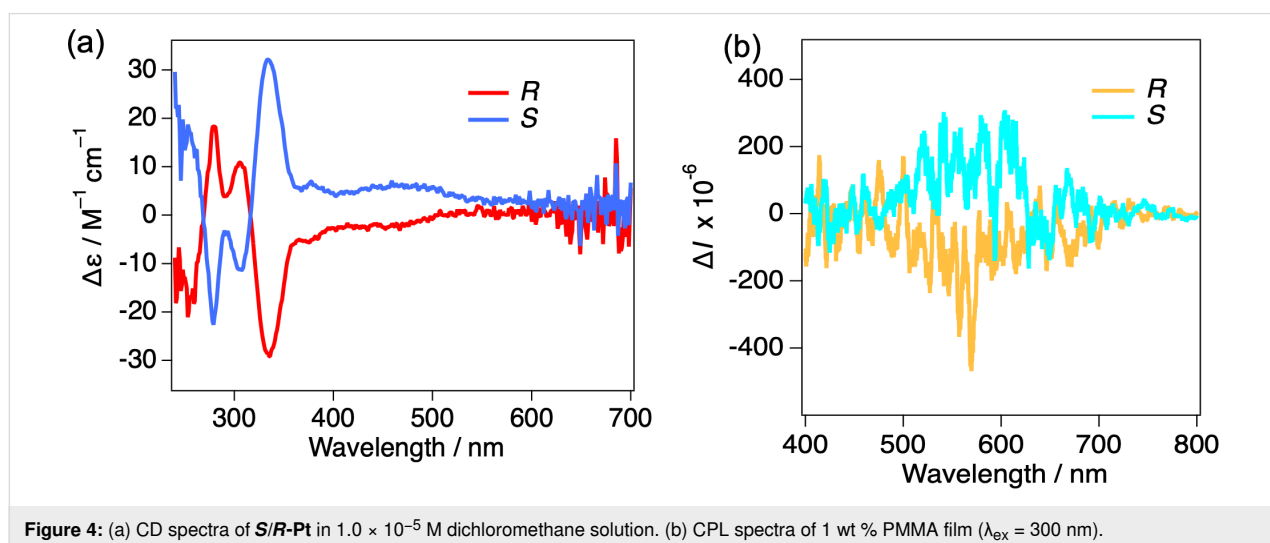 (a)
30
20
10
0
-10
-20
-30
Δε / M⁻¹ cm⁻¹
R
S
300 400 500 600 700
Wavelength / nm
(b)
400
200
0
-200
-400
ΔI x 10⁻⁶
R
S
400 500 600 700 800
Wavelength / nm
Figure 4: (a) CD spectra of S/R-Pt in 1.0 × 10⁻⁵ M dichloromethane solution. (b) CPL spectra of 1 wt % PMMA film (λex = 300 nm).